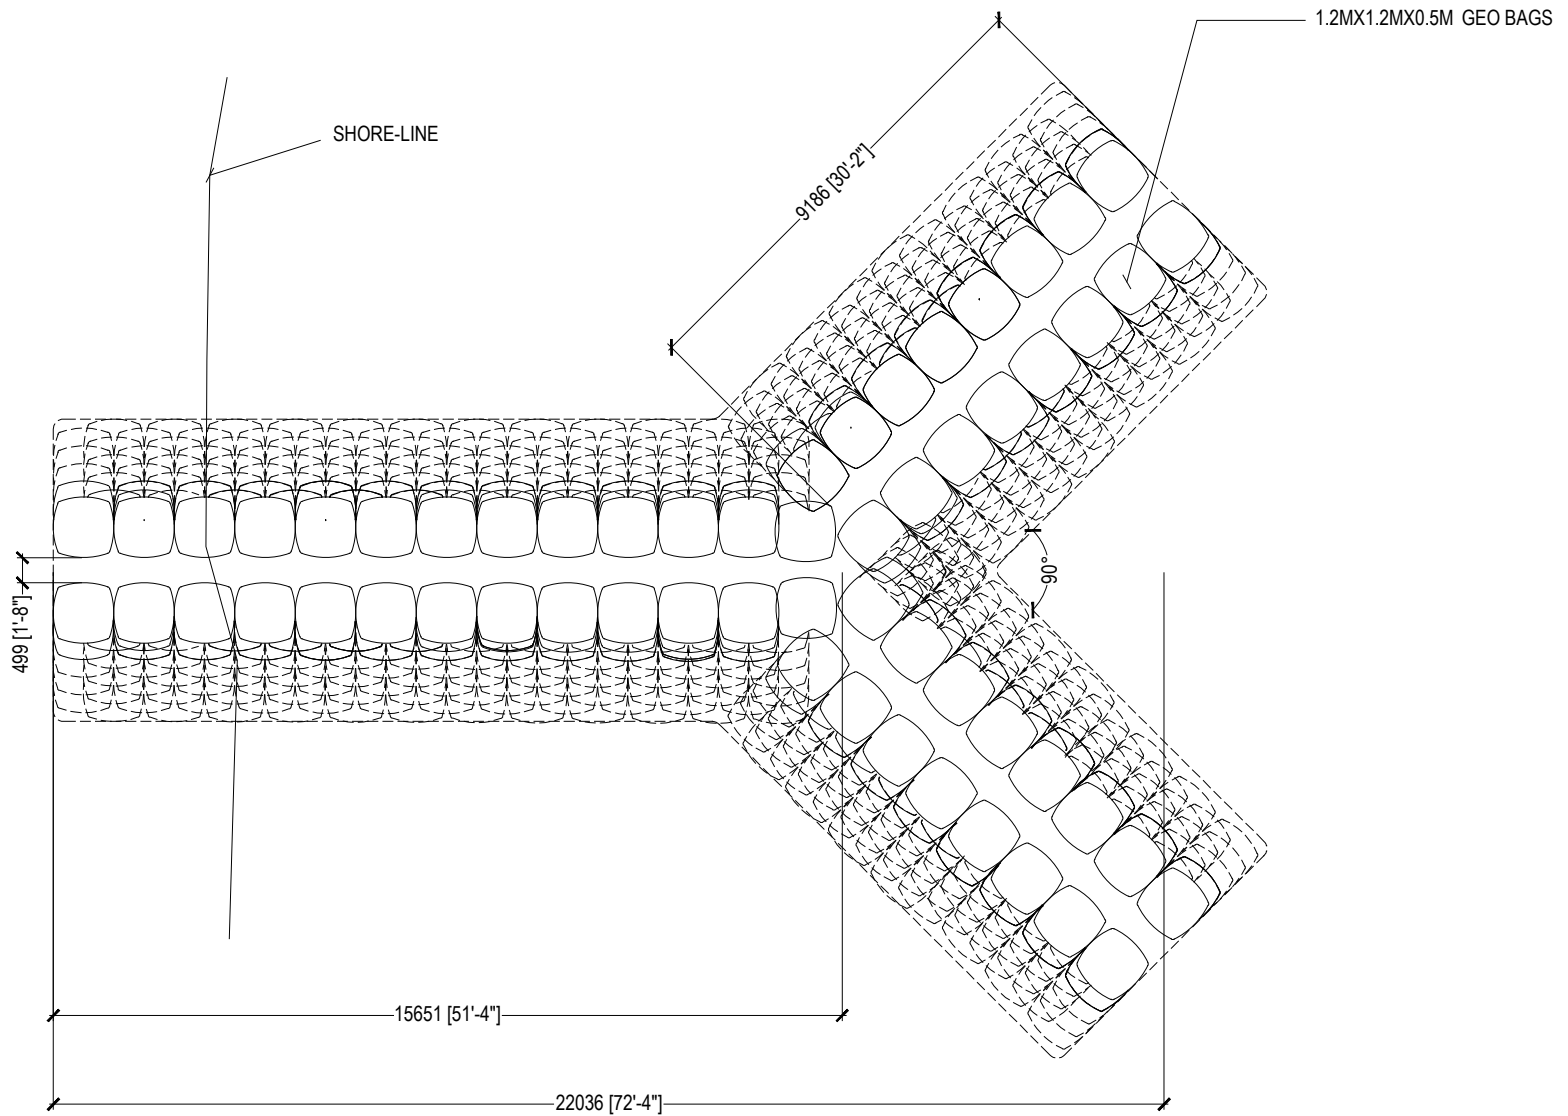 1.2MX1.2MX0.5M GEO BAGS
SHORE-LINE
9186 [30'-2"]
499 [1'-8"]
90°
15651 [51'-4"]
22036 [72'-4"]